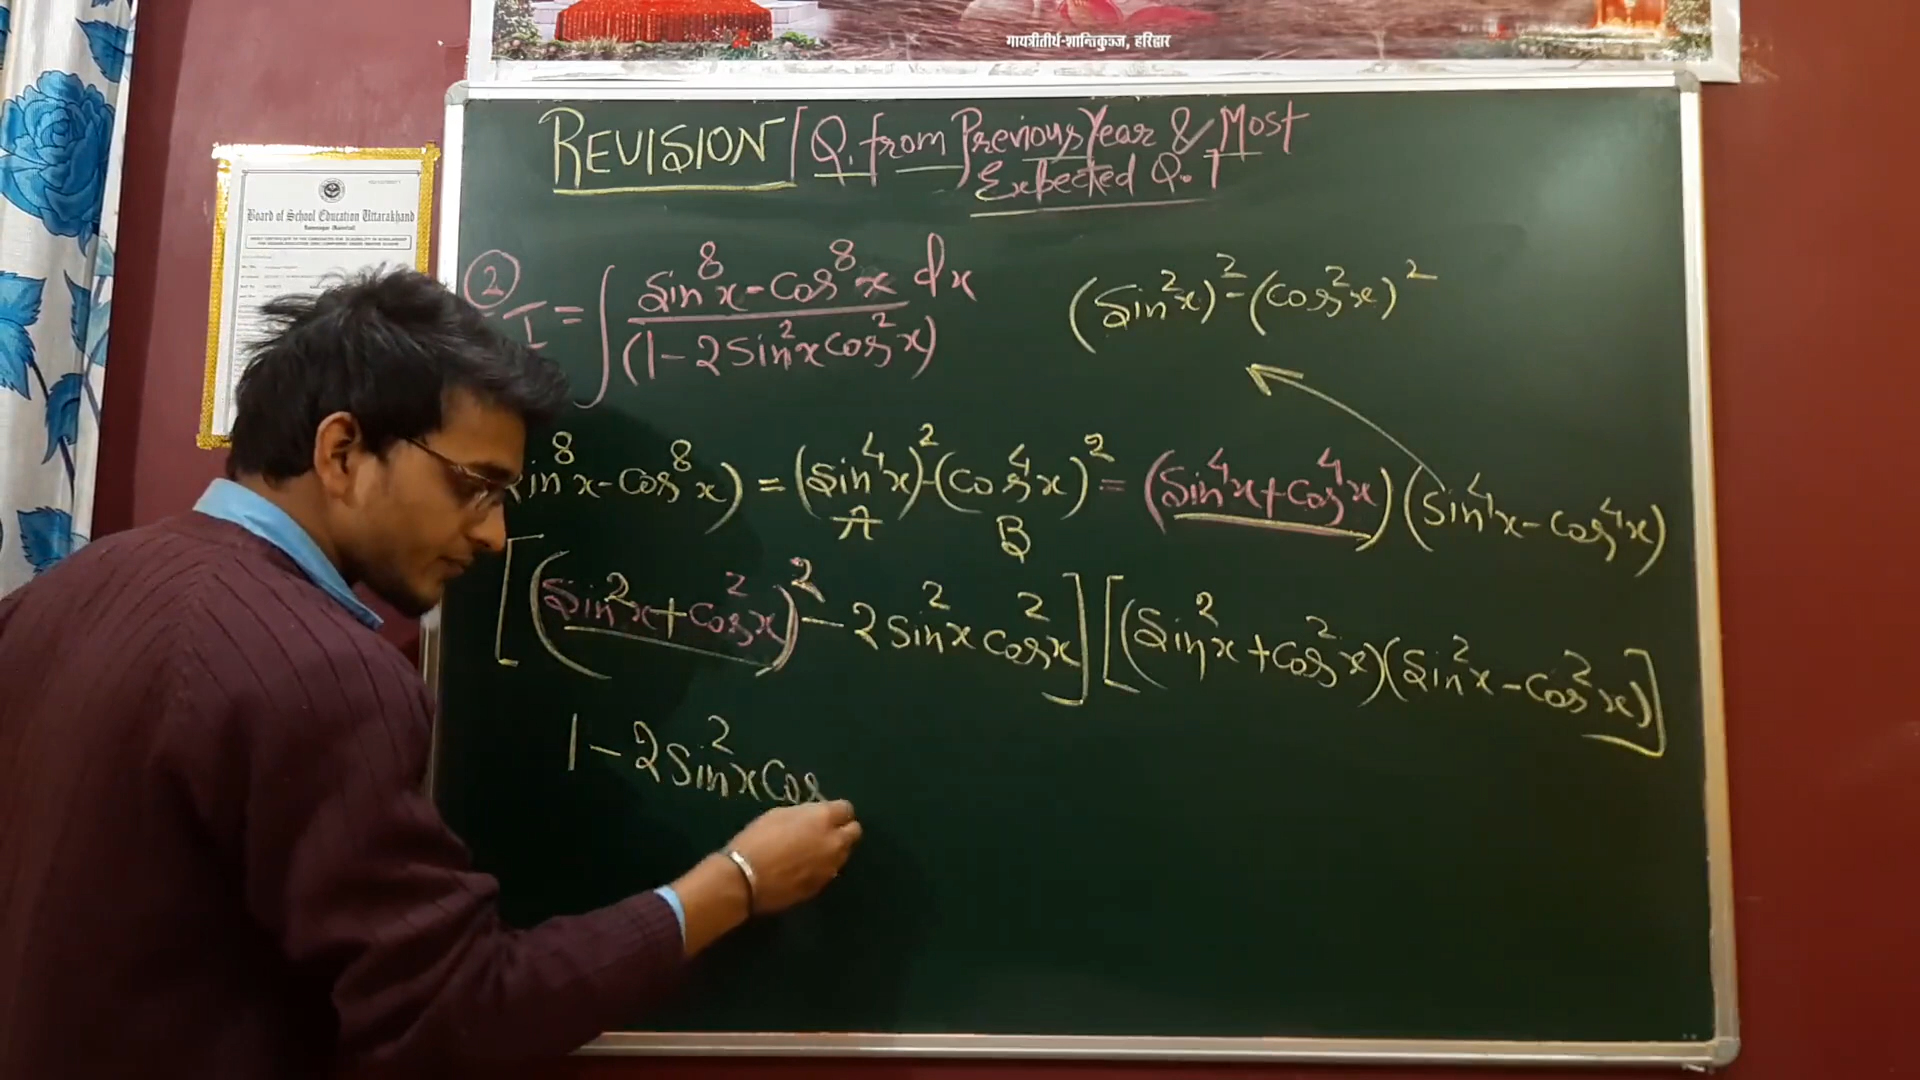 गायत्रीतीर्थ-शान्तिकुञ्ज, हरिद्वार
REVISION [Q. from Previous Year & Most
Expected Q.]
Board of School Education Uttarakhand
② I = ∫ (sin⁸x - cos⁸x)/(1 - 2sin²x cos²x) dx
(sin²x)² - (cos²x)²
in⁸x - cos⁸x) = (sin⁴x)² - (cos⁴x)² = (sin⁴x + cos⁴x)(sin⁴x - cos⁴x)
A B
[(sin²x + cos²x)² - 2sin²x cos²x] [(sin²x + cos²x)(sin²x - cos²x)]
1 - 2sin²x cos